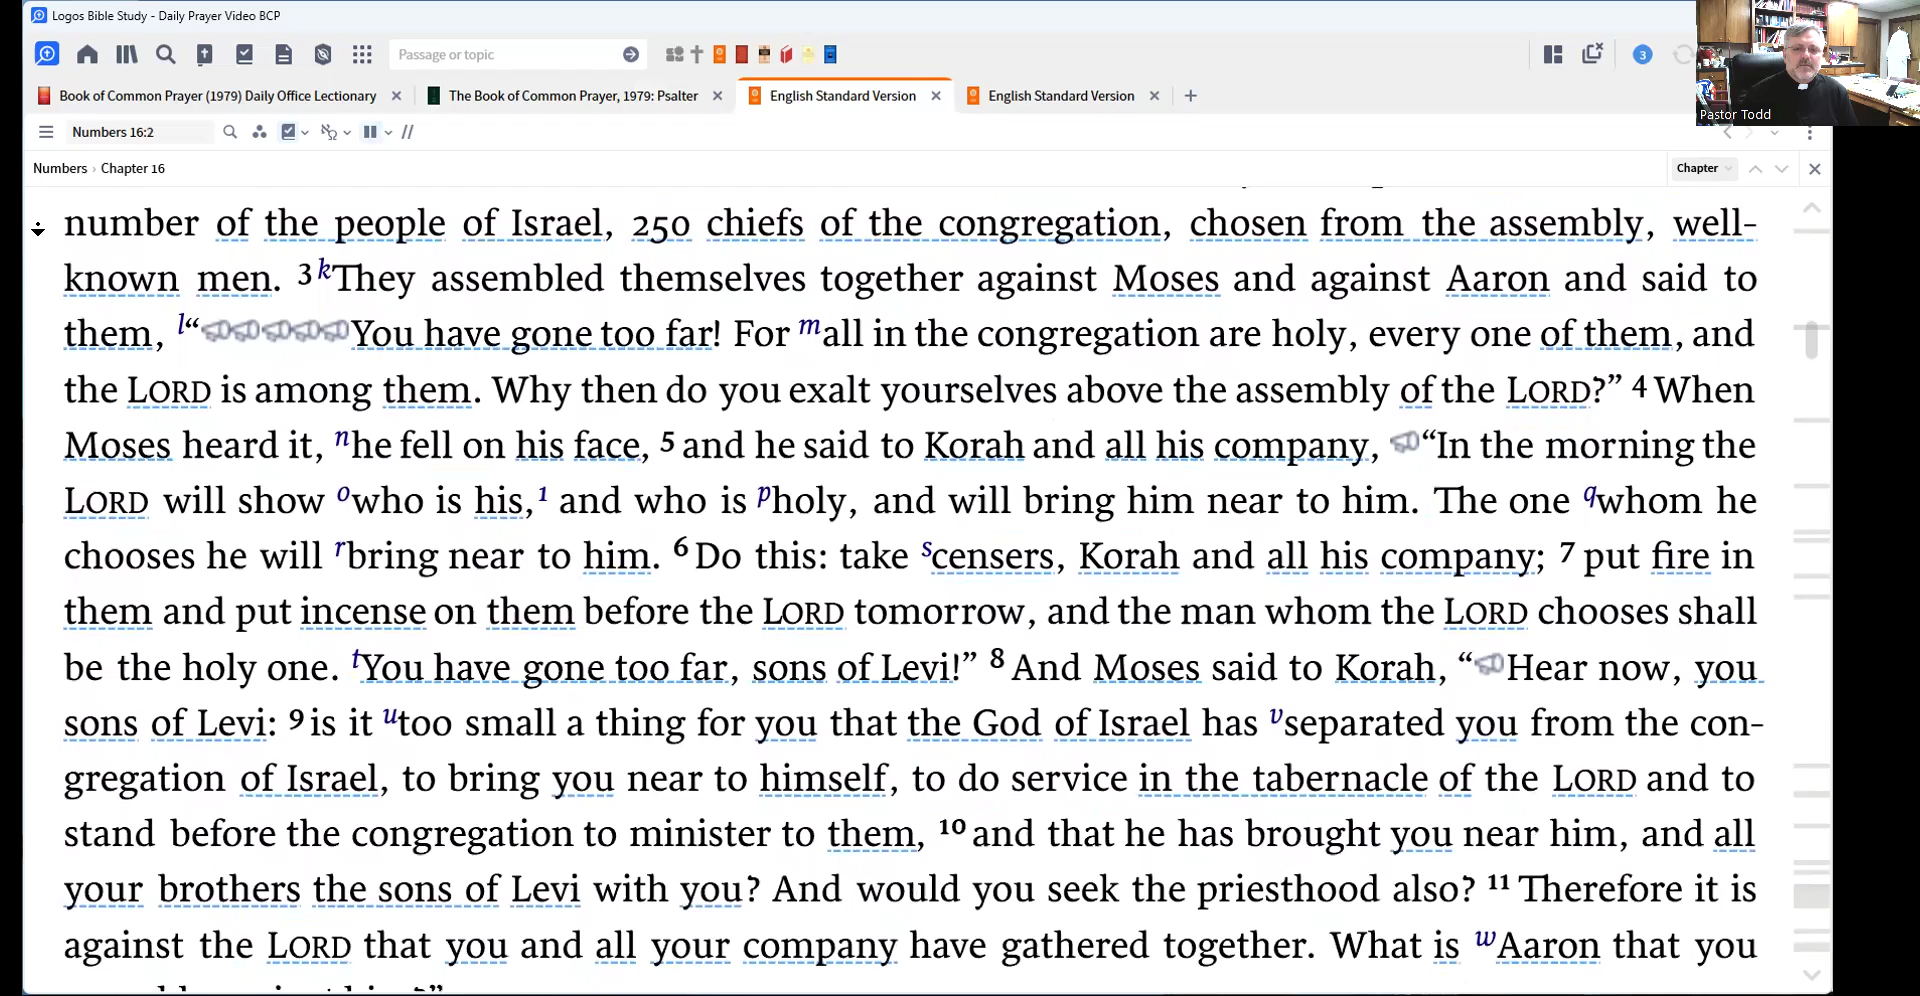 Logos Bible Study - Daily Prayer Video BCP
Passage or topic
3
Book of Common Prayer (1979) Daily Office Lectionary
The Book of Common Prayer, 1979: Psalter
English Standard Version
English Standard Version
Pastor Todd
Numbers 16:2
Numbers › Chapter 16
Chapter
number of the people of Israel, 250 chiefs of the congregation, chosen from the assembly, well-
known men. 3 k They assembled themselves together against Moses and against Aaron and said to
them, l “You have gone too far! For m all in the congregation are holy, every one of them, and
the LORD is among them. Why then do you exalt yourselves above the assembly of the LORD?” 4 When
Moses heard it, n he fell on his face, 5 and he said to Korah and all his company, “In the morning the
LORD will show o who is his,1 and who is p holy, and will bring him near to him. The one q whom he
chooses he will r bring near to him. 6 Do this: take s censers, Korah and all his company; 7 put fire in
them and put incense on them before the LORD tomorrow, and the man whom the LORD chooses shall
be the holy one. t You have gone too far, sons of Levi!” 8 And Moses said to Korah, “Hear now, you
sons of Levi: 9 is it u too small a thing for you that the God of Israel has v separated you from the con-
gregation of Israel, to bring you near to himself, to do service in the tabernacle of the LORD and to
stand before the congregation to minister to them, 10 and that he has brought you near him, and all
your brothers the sons of Levi with you? And would you seek the priesthood also? 11 Therefore it is
against the LORD that you and all your company have gathered together. What is w Aaron that you